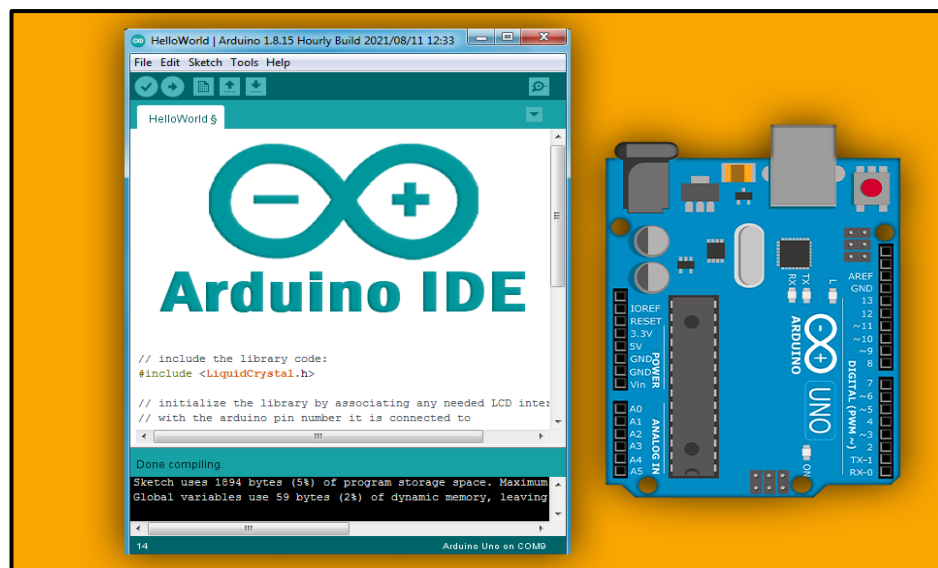 HelloWorld | Arduino 1.8.15 Hourly Build 2021/08/11 12:33
File Edit Sketch Tools Help
HelloWorld §
Arduino IDE
// include the library code:
#include <LiquidCrystal.h>
// initialize the library by associating any needed LCD inter
// with the arduino pin number it is connected to
Done compiling.
Sketch uses 1894 bytes (5%) of program storage space. Maximum
Global variables use 59 bytes (2%) of dynamic memory, leaving
14
Arduino Uno on COM9
RX
TX
L
IOREF
RESET
3.3V
5V
GND
GND
Vin
POWER
A0
A1
A2
A3
A4
A5
ANALOG IN
ARDUINO
UNO
ON
AREF
GND
13
12
~11
~10
~9
8
7
~6
~5
4
~3
2
TX-1
RX-0
DIGITAL (PWM ~)